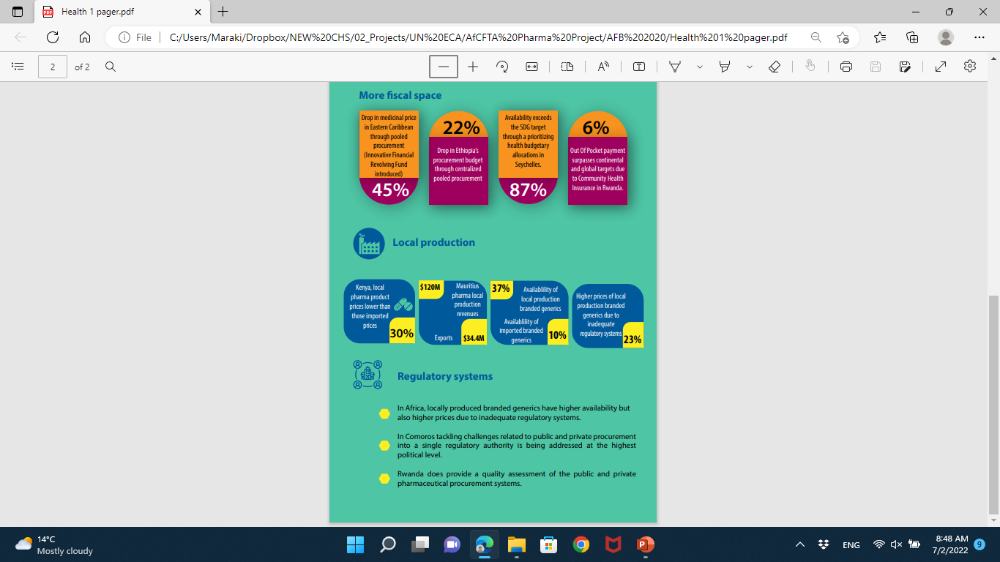 Health 1 pager.pdf
File
C:/Users/Maraki/Dropbox/NEW%20CHS/02_Projects/UN%20ECA/AfCFTA%20Pharma%20Project/AFB%202020/Health%201%20pager.pdf
2
of 2
More fiscal space
Drop in medicinal price
in Eastern Caribbean
through pooled
procurement
(Innovative Financial
Revolving Fund
introduced)
45%
22%
Drop in Ethiopia's
procurement budget
through centralized
pooled procurement
Availability exceeds
the SDG target
through a prioritizing
health budgetary
allocations in
Seychelles.
87%
6%
Out Of Pocket payment
surpasses continental
and global targets due
to Community Health
Insurance in Rwanda.
Local production
Kenya, local
pharma product
prices lower than
those imported
prices
30%
$120M
Mauritius
pharma local
production
revenues
Exports
$34.4M
37%
Availablility of
local production
branded generics
Availablility of
imported branded
generics
10%
Higher prices of local
production branded
generics due to
inadequate
regulatory systems
23%
Regulatory systems
In Africa, locally produced branded generics have higher availability but
also higher prices due to inadequate regulatory systems.
In Comoros tackling challenges related to public and private procurement
into a single regulatory authority is being addressed at the highest
political level.
Rwanda does provide a quality assessment of the public and private
pharmaceutical procurement systems.
14°C
Mostly cloudy
ENG
8:48 AM
7/2/2022
9